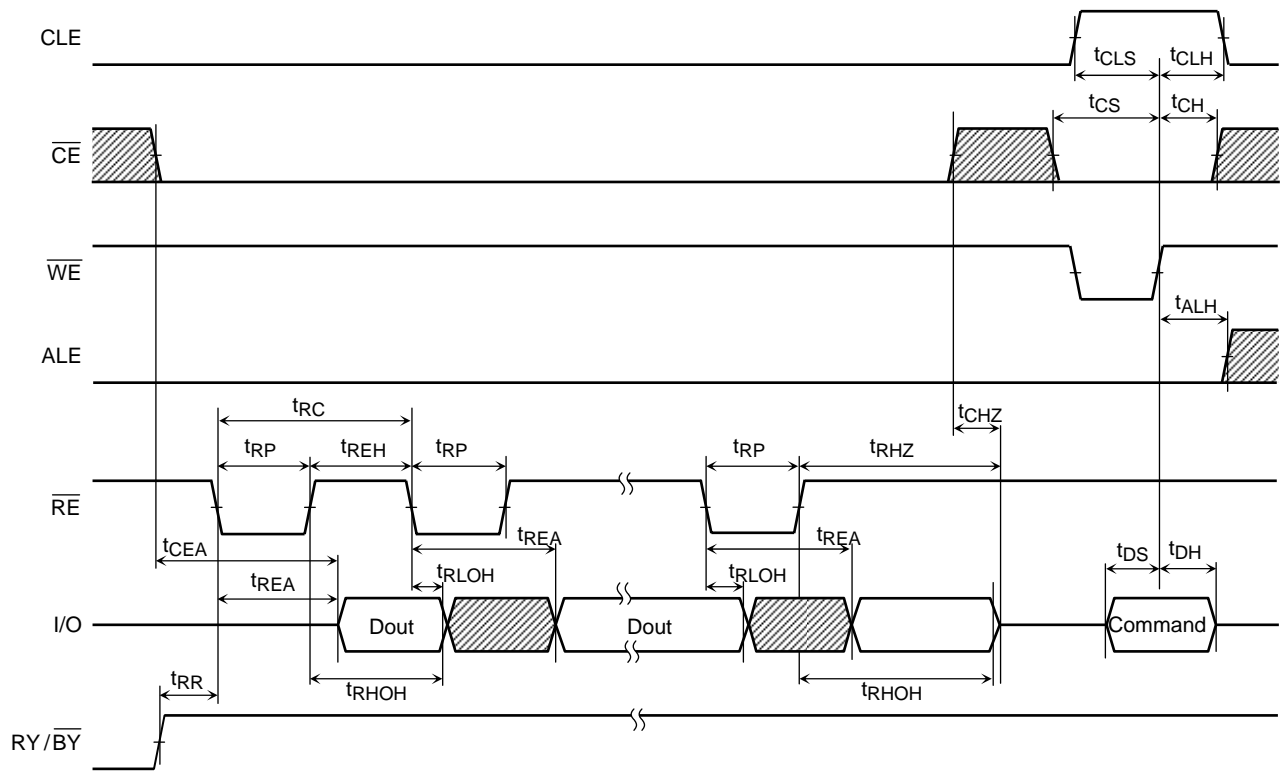 CLE
tCLS tCLH
tCS tCH
CE
WE
tALH
ALE
tRC
tCHZ
tRP tREH tRP tRP tRHZ
RE
tCEA
tREA tREA
tREA tRLOH tRLOH tDS tDH
I/O Dout Dout Command
tRR tRHOH tRHOH
RY/BY